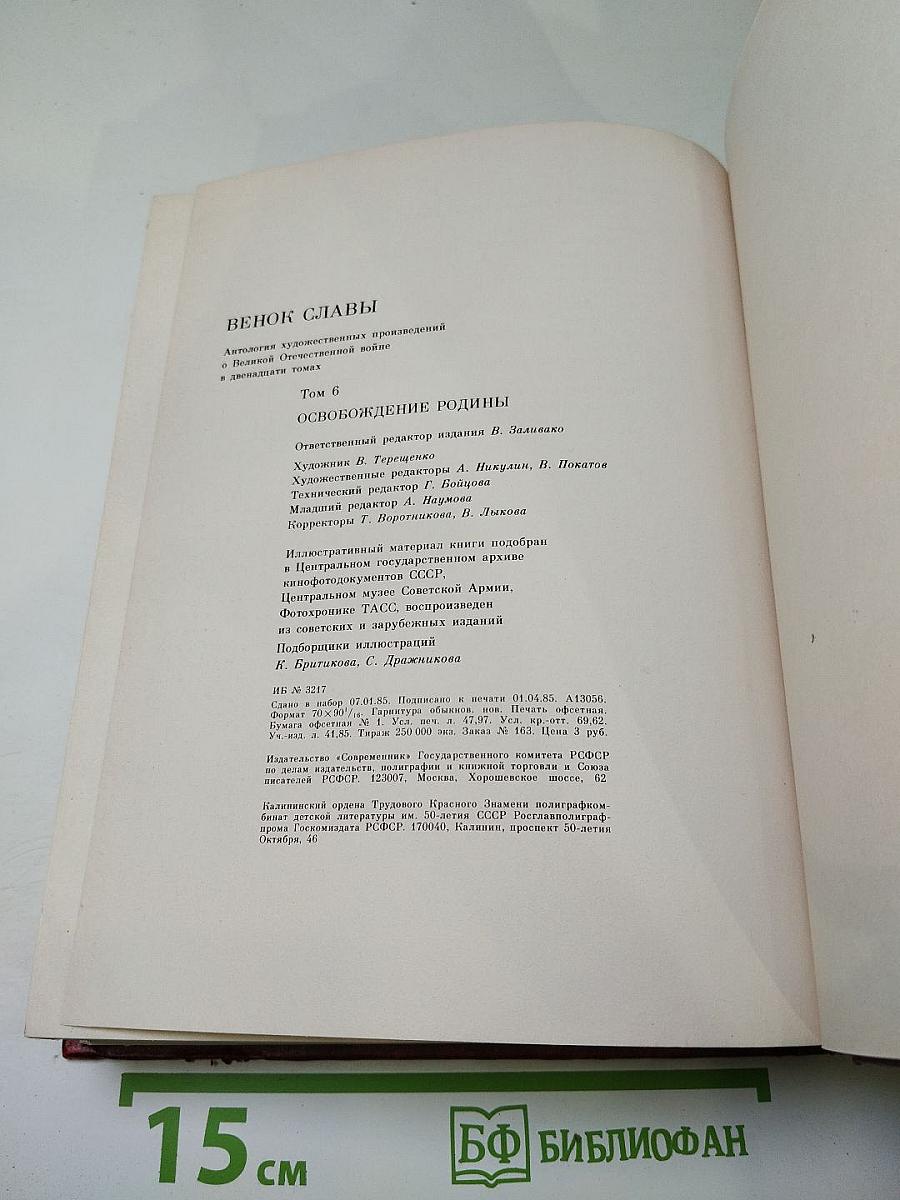 ВЕНОК СЛАВЫ
Антология художественных произведений
о Великой Отечественной войне
в двенадцати томах
Том 6
ОСВОБОЖДЕНИЕ РОДИНЫ
Ответственный редактор издания В. Заливако
Художник В. Терещенко
Художественные редакторы А. Никулин, В. Покатов
Технический редактор Г. Бойцова
Младший редактор А. Наумова
Корректоры Т. Воротникова, В. Лыкова
Иллюстративный материал книги подобран
в Центральном государственном архиве
кинофотодокументов СССР,
Центральном музее Советской Армии,
Фотохронике ТАСС, воспроизведен
из советских и зарубежных изданий
Подборщики иллюстраций
К. Бритикова, С. Дражникова
ИБ № 3217
Сдано в набор 07.01.85. Подписано к печати 01.04.85. А13056.
Формат 70×90¹/₁₆. Гарнитура обыкнов. нов. Печать офсетная.
Бумага офсетная № 1. Усл. печ. л. 47,97. Усл. кр.-отт. 69,62.
Уч.-изд. л. 41,85. Тираж 250 000 экз. Заказ № 163. Цена 3 руб.
Издательство «Современник» Государственного комитета РСФСР
по делам издательств, полиграфии и книжной торговли и Союза
писателей РСФСР. 123007, Москва, Хорошевское шоссе, 62
Калининский ордена Трудового Красного Знамени полиграфком-
бинат детской литературы им. 50-летия СССР Росглавполиграф-
прома Госкомиздата РСФСР. 170040, Калинин, проспект 50-летия
Октября, 46
15 см
БФ БИБЛИОФАН